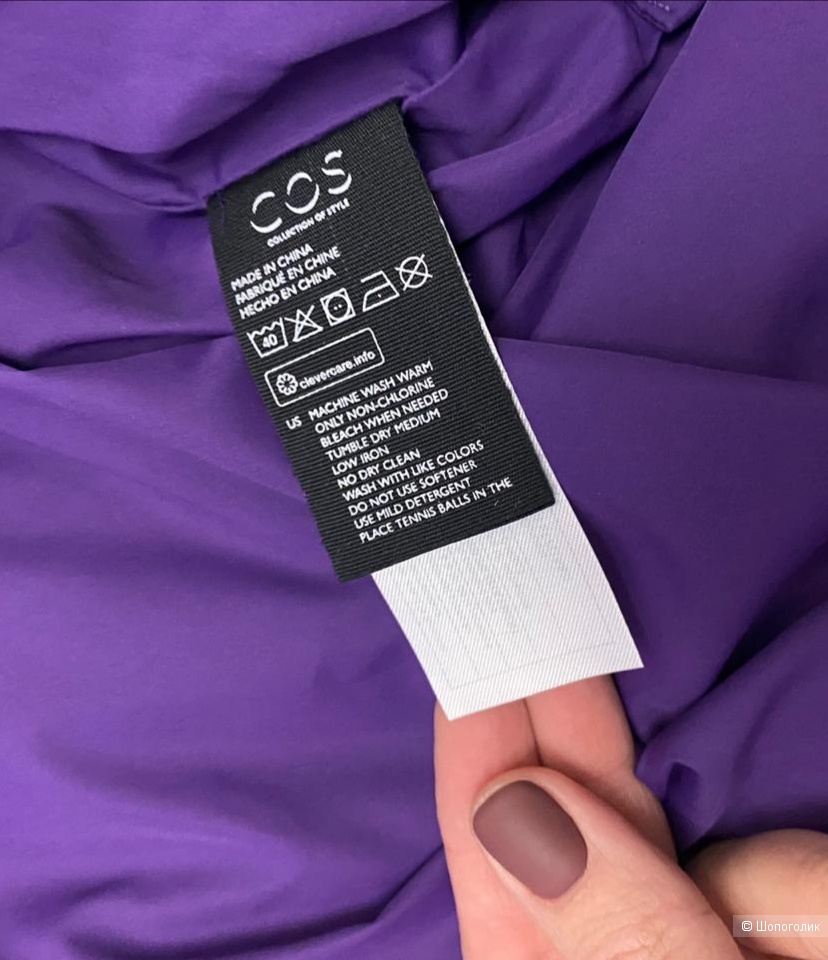 COS
COLLECTION OF STYLE
MADE IN CHINA
FABRIQUÉ EN CHINE
HECHO EN CHINA
40
clevercare.info
US MACHINE WASH WARM
ONLY NON-CHLORINE
BLEACH WHEN NEEDED
TUMBLE DRY MEDIUM
LOW IRON
NO DRY CLEAN
WASH WITH LIKE COLORS
DO NOT USE SOFTENER
USE MILD DETERGENT
PLACE TENNIS BALLS IN THE
© Шопоголик